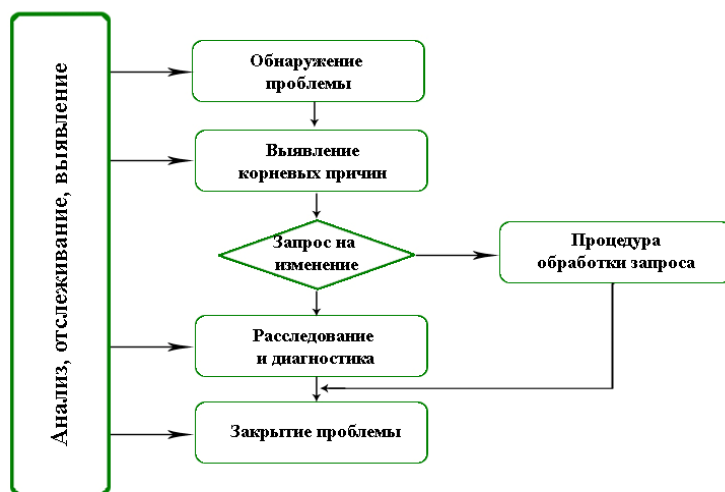 Анализ, отслеживание, выявление
Обнаружение
проблемы
Выявление
корневых причин
Запрос на
изменение
Процедура
обработки запроса
Расследование
и диагностика
Закрытие проблемы